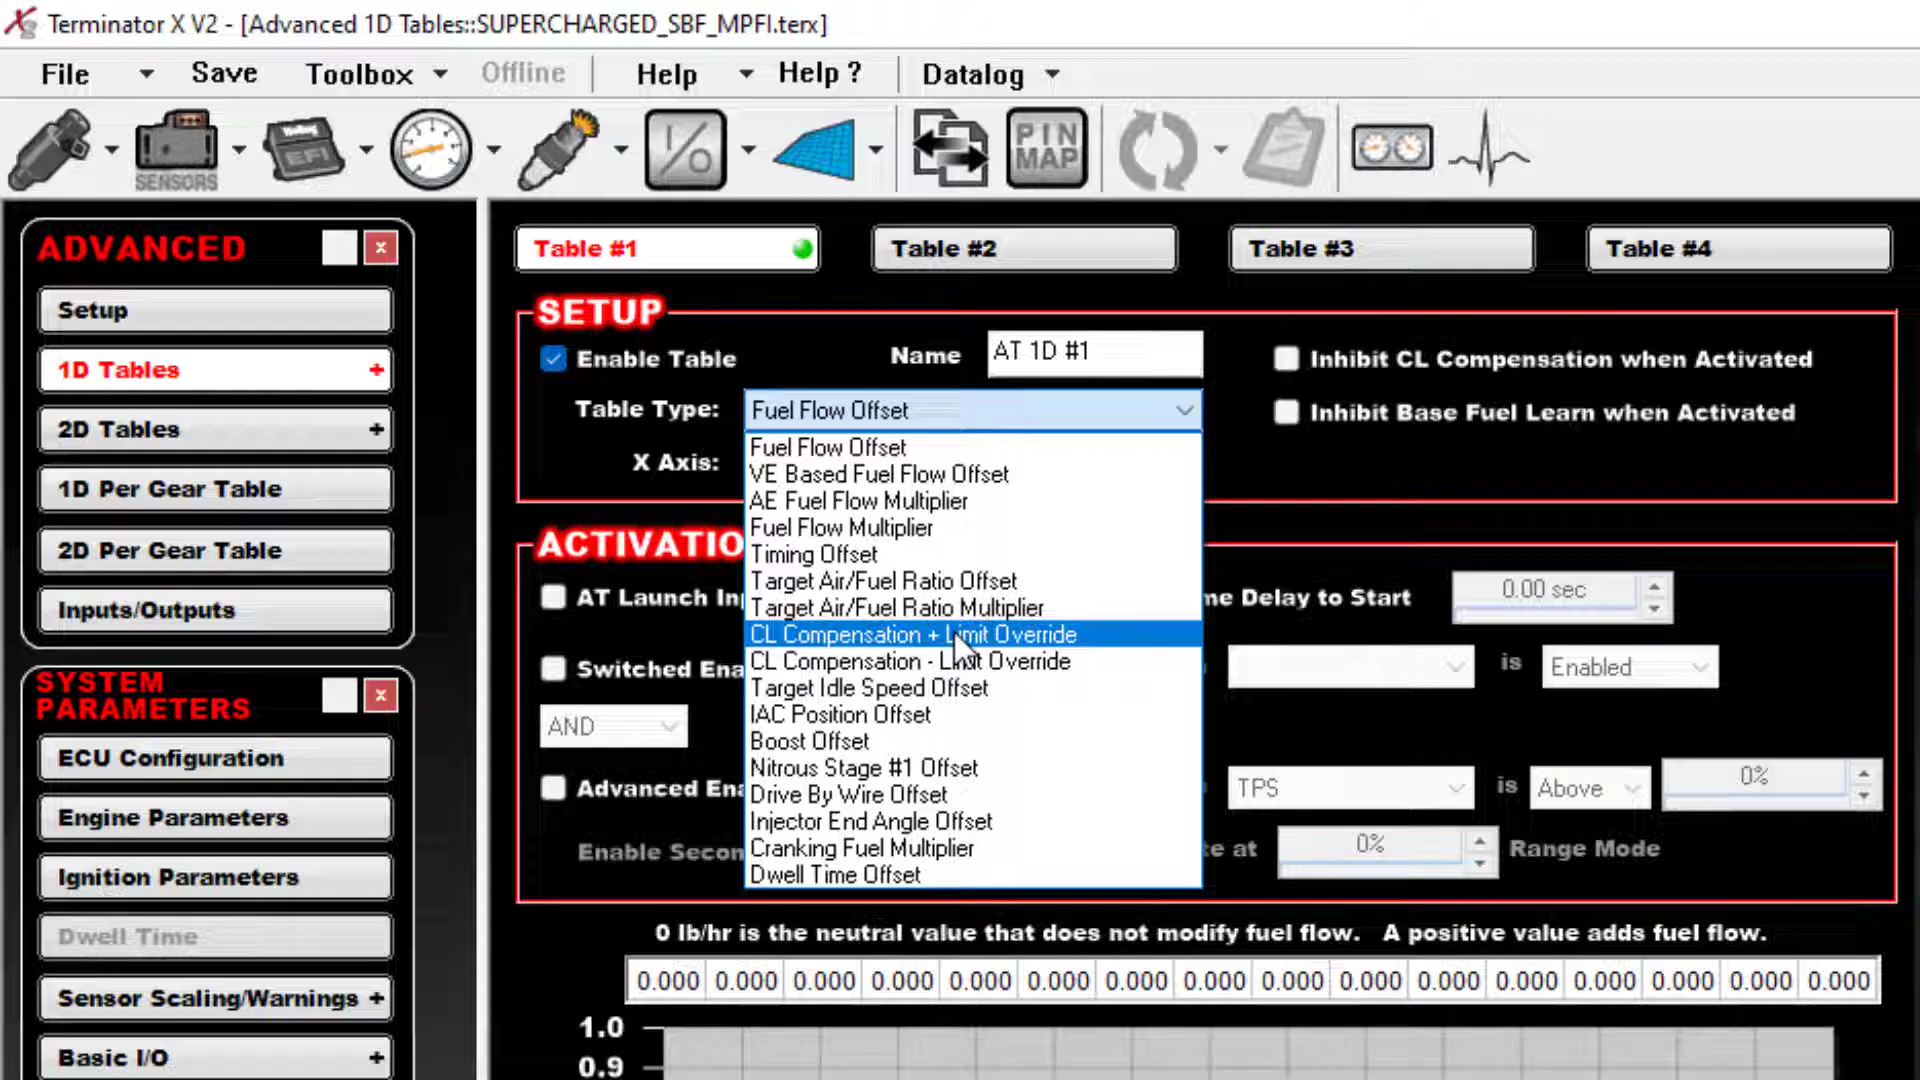 Terminator X V2 - [Advanced 1D Tables::SUPERCHARGED_SBF_MPFI.terx]
File Save Toolbox Offline Help Help ? Datalog
SENSORS
Holley
EFI
I/O
PIN
MAP
ADVANCED
Setup
1D Tables +
2D Tables +
1D Per Gear Table
2D Per Gear Table
Inputs/Outputs
SYSTEM
PARAMETERS
ECU Configuration
Engine Parameters
Ignition Parameters
Dwell Time
Sensor Scaling/Warnings +
Basic I/O +
Table #1 Table #2 Table #3 Table #4
SETUP
Enable Table Name AT 1D #1 Inhibit CL Compensation when Activated
Table Type: Fuel Flow Offset Inhibit Base Fuel Learn when Activated
X Axis:
Fuel Flow Offset
VE Based Fuel Flow Offset
AE Fuel Flow Multiplier
Fuel Flow Multiplier
Timing Offset
Target Air/Fuel Ratio Offset
Target Air/Fuel Ratio Multiplier
CL Compensation + Limit Override
CL Compensation - Limit Override
Target Idle Speed Offset
IAC Position Offset
Boost Offset
Nitrous Stage #1 Offset
Drive By Wire Offset
Injector End Angle Offset
Cranking Fuel Multiplier
Dwell Time Offset
ACTIVATIO
AT Launch In me Delay to Start 0.00 sec
Switched Ena is Enabled
AND
Advanced Ena TPS is Above 0%
Enable Secon te at 0% Range Mode
0 lb/hr is the neutral value that does not modify fuel flow. A positive value adds fuel flow.
0.000 0.000 0.000 0.000 0.000 0.000 0.000 0.000 0.000 0.000 0.000 0.000 0.000 0.000 0.000 0.000
1.0
0.9